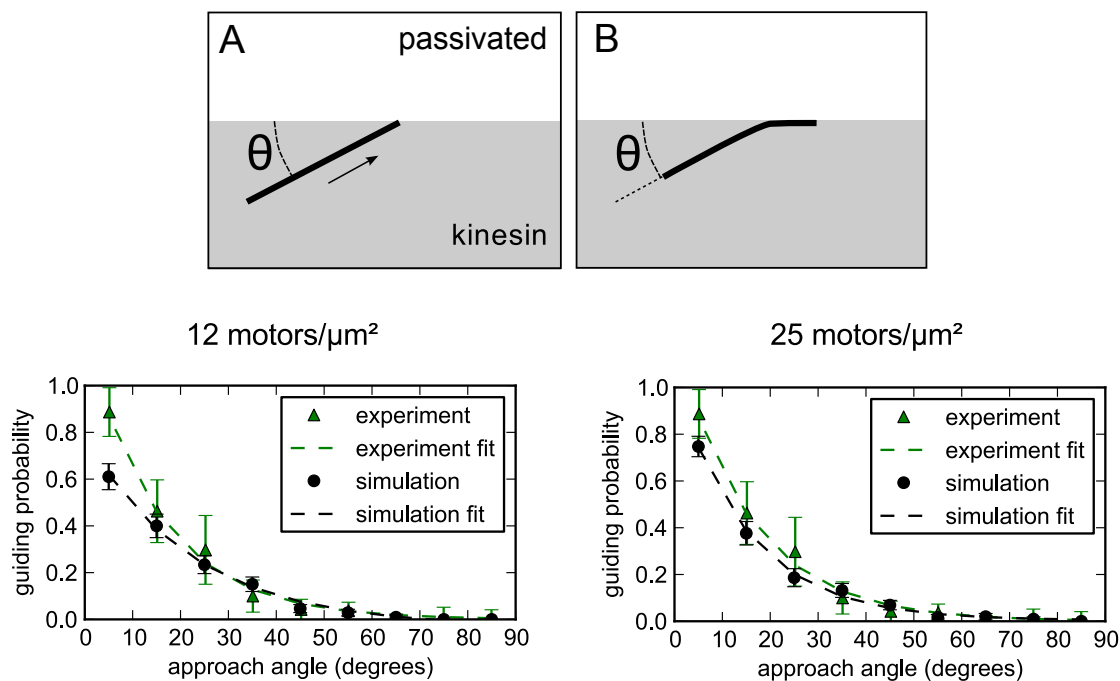 A
passivated
θ
kinesin
B
θ
12 motors/μm²
guiding probability
1.0
0.8
0.6
0.4
0.2
0.0
0 10 20 30 40 50 60 70 80 90
approach angle (degrees)
experiment
experiment fit
simulation
simulation fit
25 motors/μm²
guiding probability
1.0
0.8
0.6
0.4
0.2
0.0
0 10 20 30 40 50 60 70 80 90
approach angle (degrees)
experiment
experiment fit
simulation
simulation fit